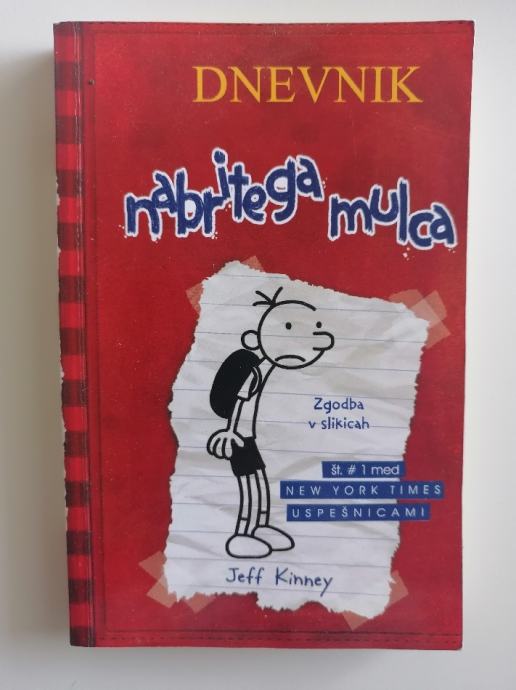 DNEVNIK
nabritega mulca
Zgodba
v slikicah
št. # 1 med
NEW YORK TIMES
USPEŠNICAMI
Jeff Kinney